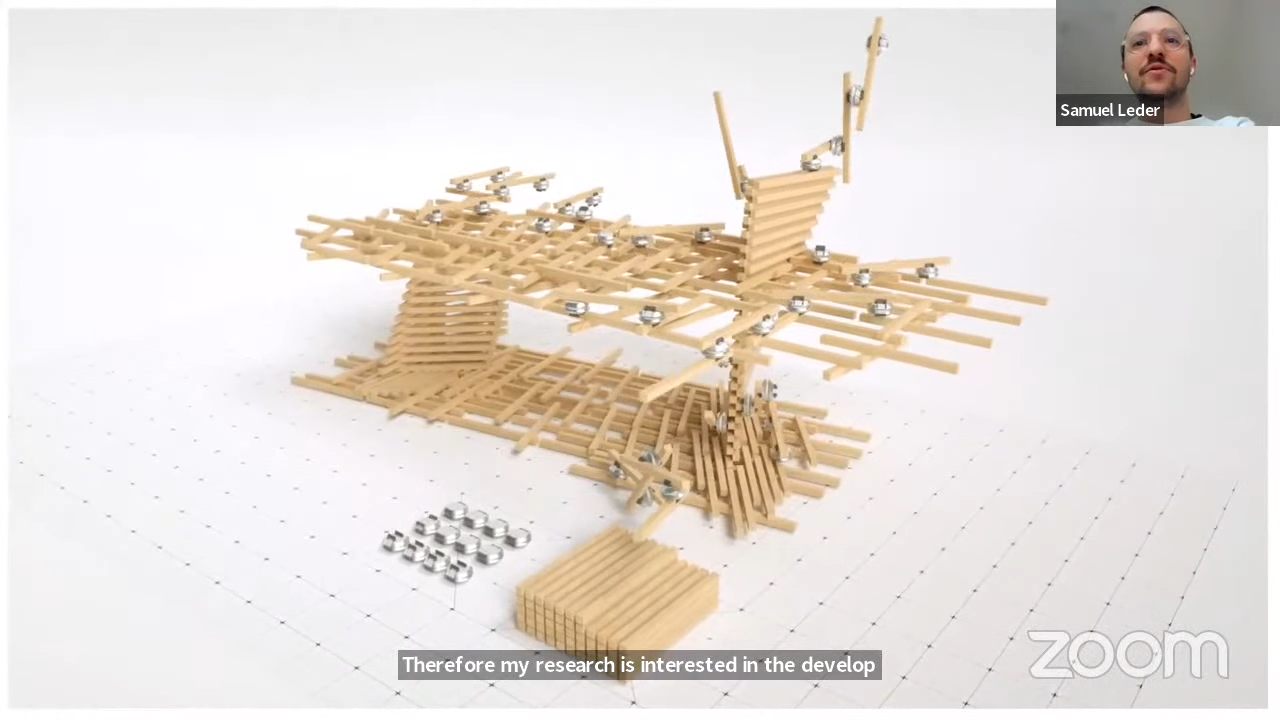 Samuel Leder
Therefore my research is interested in the develop
zoom